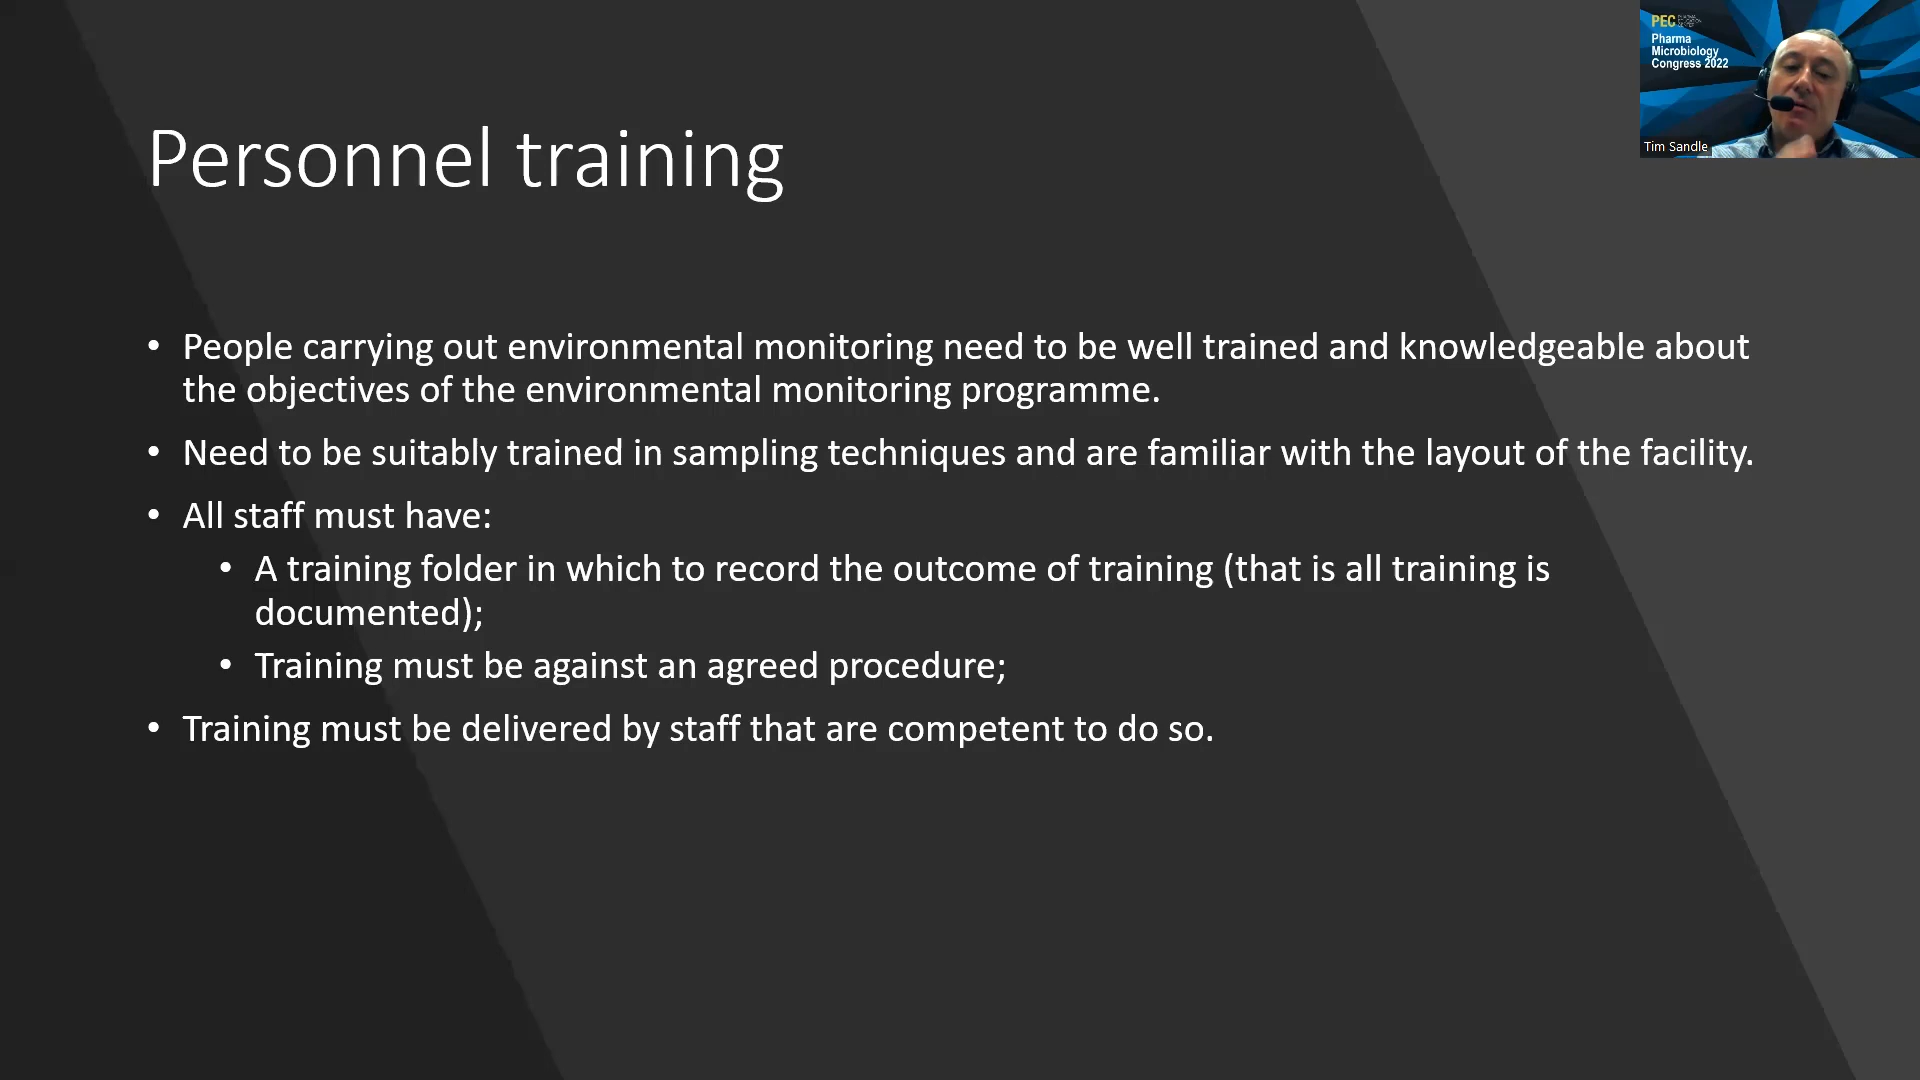 Personnel training
• People carrying out environmental monitoring need to be well trained and knowledgeable about
the objectives of the environmental monitoring programme.
• Need to be suitably trained in sampling techniques and are familiar with the layout of the facility.
• All staff must have:
• A training folder in which to record the outcome of training (that is all training is
documented);
• Training must be against an agreed procedure;
• Training must be delivered by staff that are competent to do so.
PEC
Pharma
Microbiology
Congress 2022
Tim Sandle